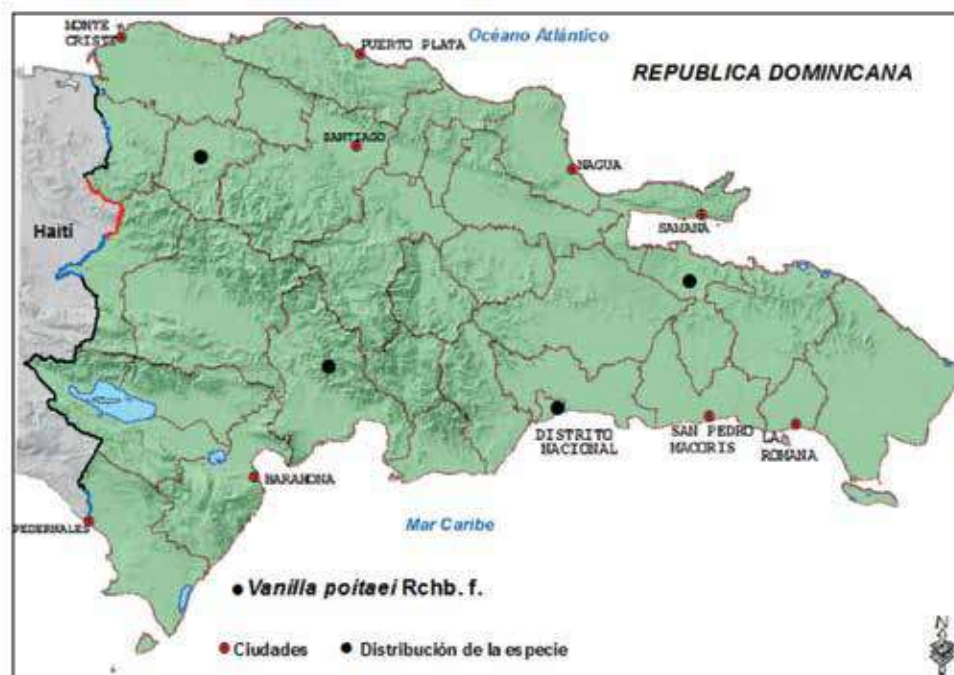 MONTE
CRISTI
PUERTO PLATA
Océano Atlántico
REPUBLICA DOMINICANA
SANTIAGO
NAGUA
SAMANA
Haití
DISTRITO
NACIONAL
SAN PEDRO
MACORIS
LA
ROMANA
BARAHONA
PEDERNALES
Mar Caribe
Vanilla poitaei Rchb. f.
Ciudades
Distribución de la especie
N